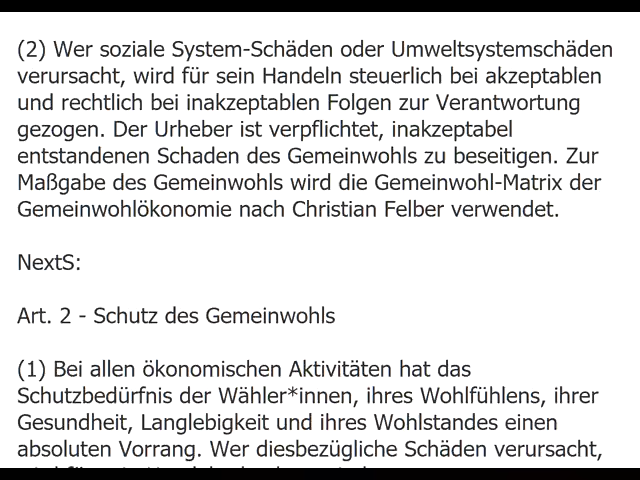 (2) Wer soziale System-Schäden oder Umweltsystemschäden
verursacht, wird für sein Handeln steuerlich bei akzeptablen
und rechtlich bei inakzeptablen Folgen zur Verantwortung
gezogen. Der Urheber ist verpflichtet, inakzeptabel
entstandenen Schaden des Gemeinwohls zu beseitigen. Zur
Maßgabe des Gemeinwohls wird die Gemeinwohl-Matrix der
Gemeinwohlökonomie nach Christian Felber verwendet.
NextS:
Art. 2 - Schutz des Gemeinwohls
(1) Bei allen ökonomischen Aktivitäten hat das
Schutzbedürfnis der Wähler*innen, ihres Wohlfühlens, ihrer
Gesundheit, Langlebigkeit und ihres Wohlstandes einen
absoluten Vorrang. Wer diesbezügliche Schäden verursacht,